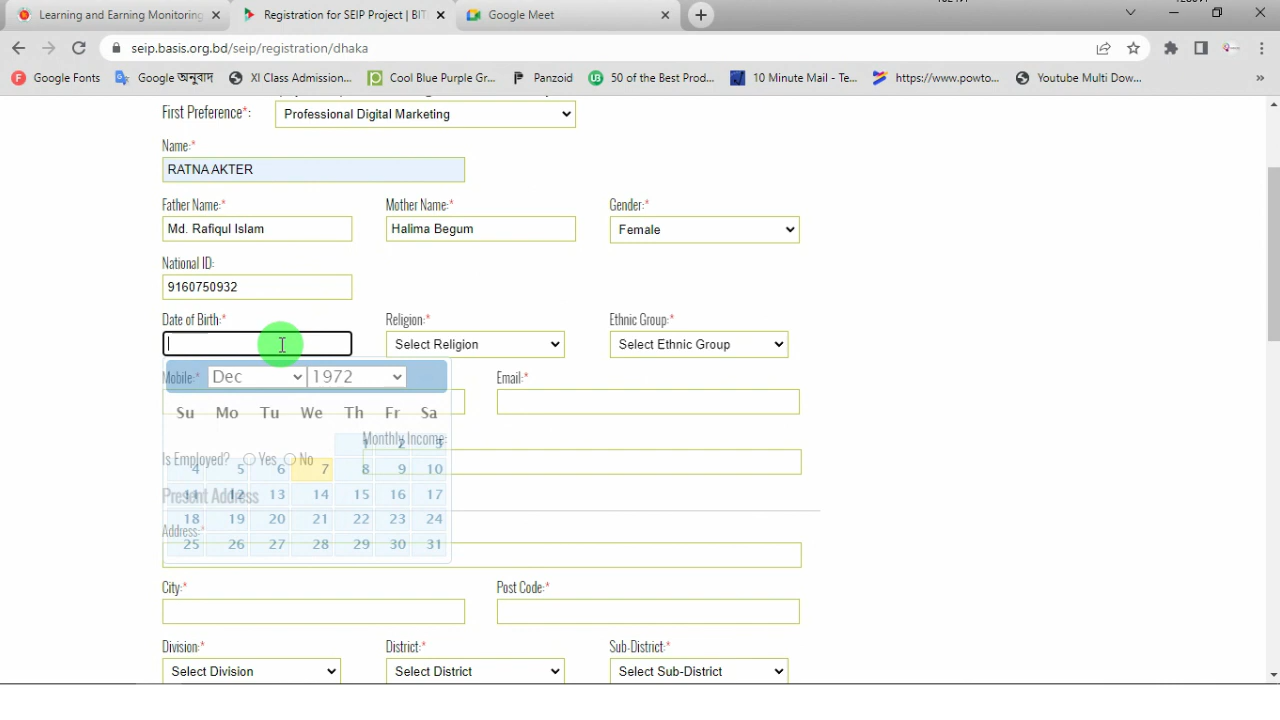 Learning and Earning Monitoring
Registration for SEIP Project | BIT
Google Meet
seip.basis.org.bd/seip/registration/dhaka
Google Fonts
Google অনুবাদ
XI Class Admission...
Cool Blue Purple Gr...
Panzoid
50 of the Best Prod...
10 Minute Mail - Te...
https://www.powto...
Youtube Multi Dow...
»
First Preference*:
Professional Digital Marketing
Name:*
RATNA AKTER
Father Name:* Mother Name:* Gender:*
Md. Rafiqul Islam Halima Begum Female
National ID:
9160750932
Date of Birth:* Religion:* Ethnic Group:*
Select Religion Select Ethnic Group
Mobile:* Dec 1972 Email:*
Su Mo Tu We Th Fr Sa
Monthly Income:
1 2 3
Is Employed? Yes No
4 5 6 7 8 9 10
11 12 13 14 15 16 17
Present Address
18 19 20 21 22 23 24
Address:*
25 26 27 28 29 30 31
City:* Post Code:*
Division:* District:* Sub-District:*
Select Division Select District Select Sub-District